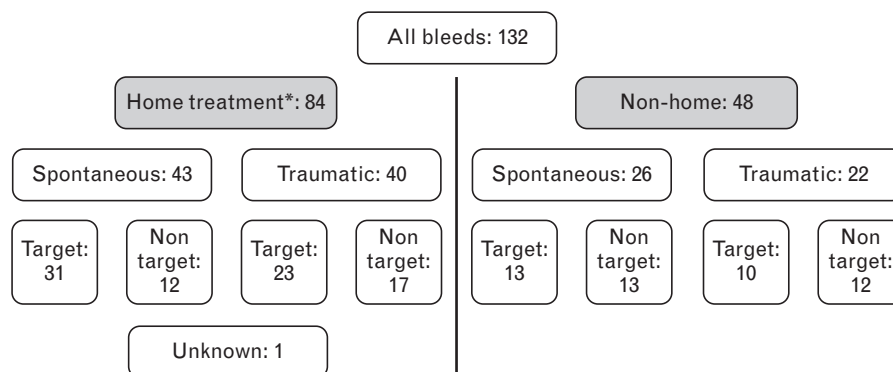 All bleeds: 132
Home treatment*: 84
Non-home: 48
Spontaneous: 43
Traumatic: 40
Spontaneous: 26
Traumatic: 22
Target:
31
Non
target:
12
Target:
23
Non
target:
17
Target:
13
Non
target:
13
Target:
10
Non
target:
12
Unknown: 1